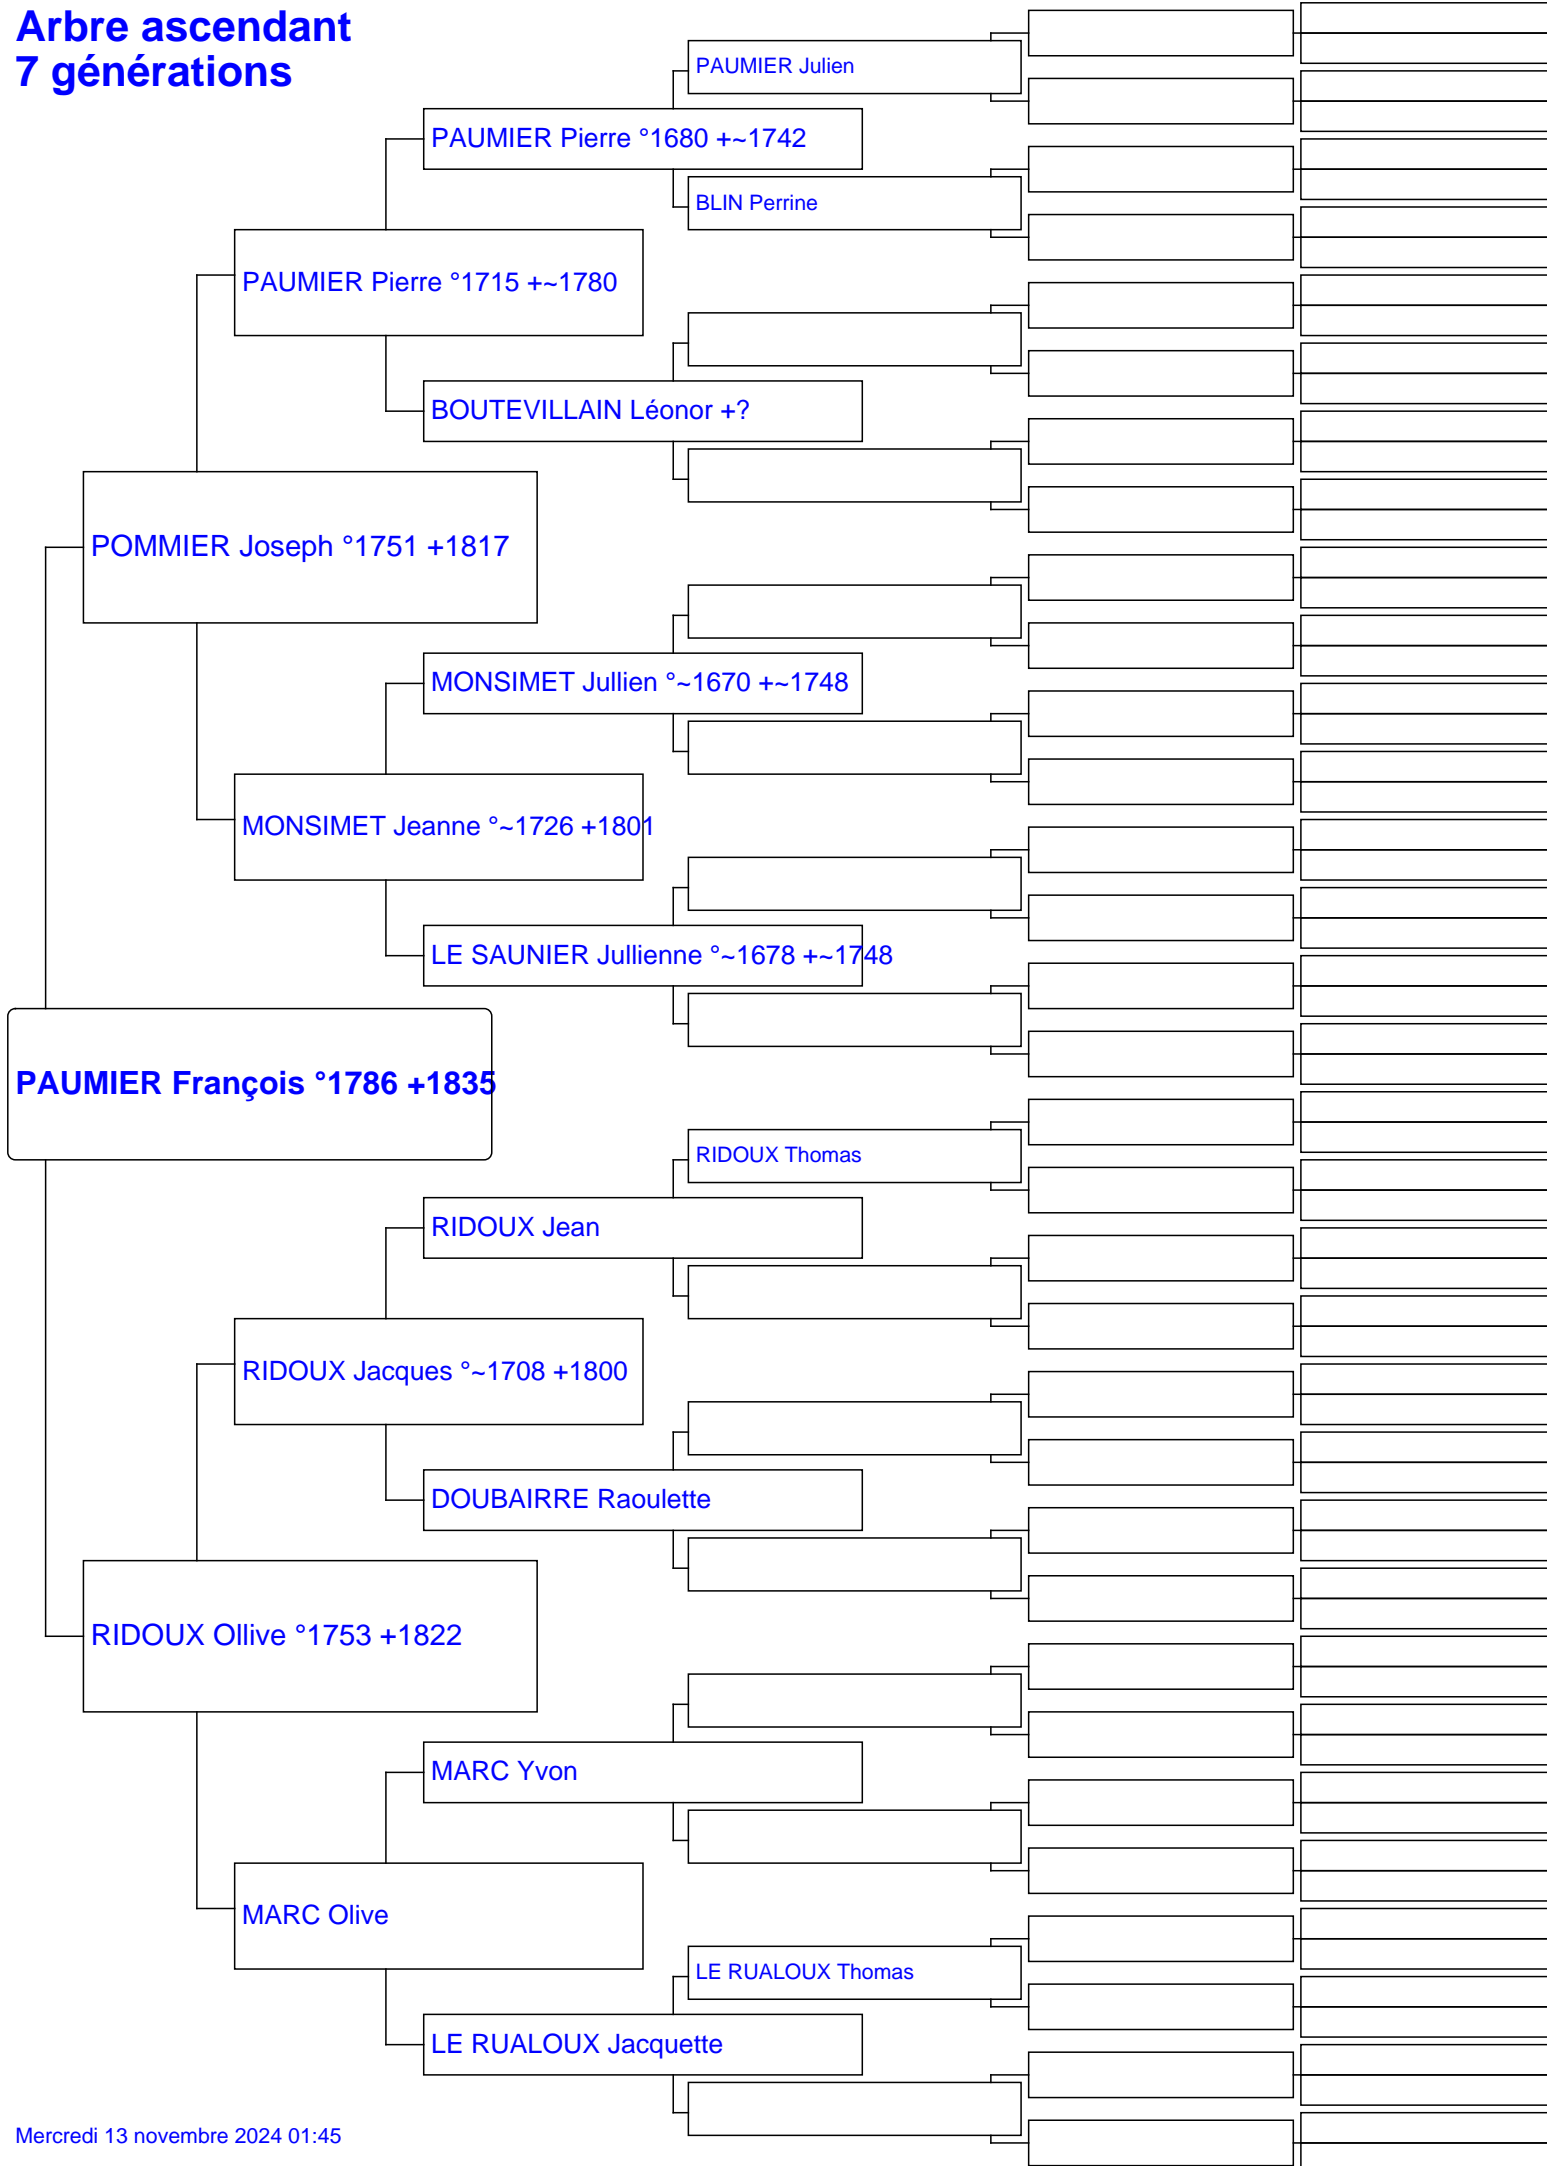 Arbre ascendant
7 générations
PAUMIER Julien
PAUMIER Pierre °1680 +~1742
BLIN Perrine
PAUMIER Pierre °1715 +~1780
BOUTEVILLAIN Léonor +?
POMMIER Joseph °1751 +1817
MONSIMET Jullien °~1670 +~1748
MONSIMET Jeanne °~1726 +1801
LE SAUNIER Jullienne °~1678 +~1748
PAUMIER François °1786 +1835
RIDOUX Thomas
RIDOUX Jean
RIDOUX Jacques °~1708 +1800
DOUBAIRRE Raoulette
RIDOUX Ollive °1753 +1822
MARC Yvon
MARC Olive
LE RUALOUX Thomas
LE RUALOUX Jacquette
Mercredi 13 novembre 2024 01:45